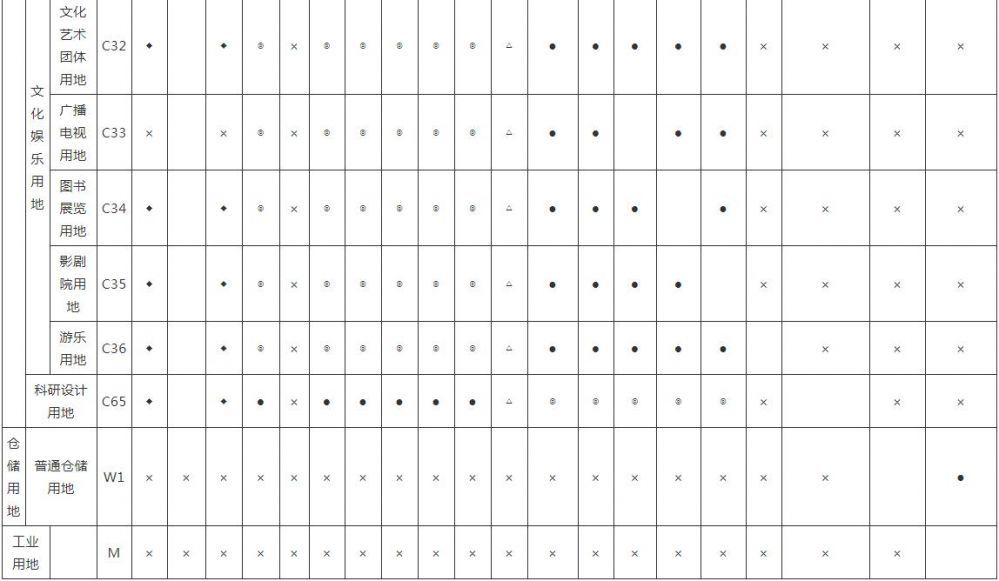 文化
娱乐
用地
文化
艺术
团体
用地
C32 ◆ ◆ ◎ × ◎ ◎ ◎ ◎ ◎ △ ● ● ● ● ● × × × ×
广播
电视
用地
C33 × × ◎ × ◎ ◎ ◎ ◎ ◎ △ ● ● ● ● × × × ×
图书
展览
用地
C34 ◆ ◆ ◎ × ◎ ◎ ◎ ◎ ◎ △ ● ● ● ● × × × ×
影剧
院用
地
C35 ◆ ◆ ◎ × ◎ ◎ ◎ ◎ ◎ △ ● ● ● ● × × × ×
游乐
用地
C36 ◆ ◆ ◎ × ◎ ◎ ◎ ◎ ◎ △ ● ● ● ● ● × × ×
科研设计
用地
C65 ◆ ◆ ● × ● ● ● ● ● △ ◎ ◎ ◎ ◎ ◎ × × ×
仓
储
用
地
普通仓储
用地
W1 × × × × × × × × × × × × × × × × × × ●
工业
用地
M × × × × × × × × × × × × × × × × × × ×